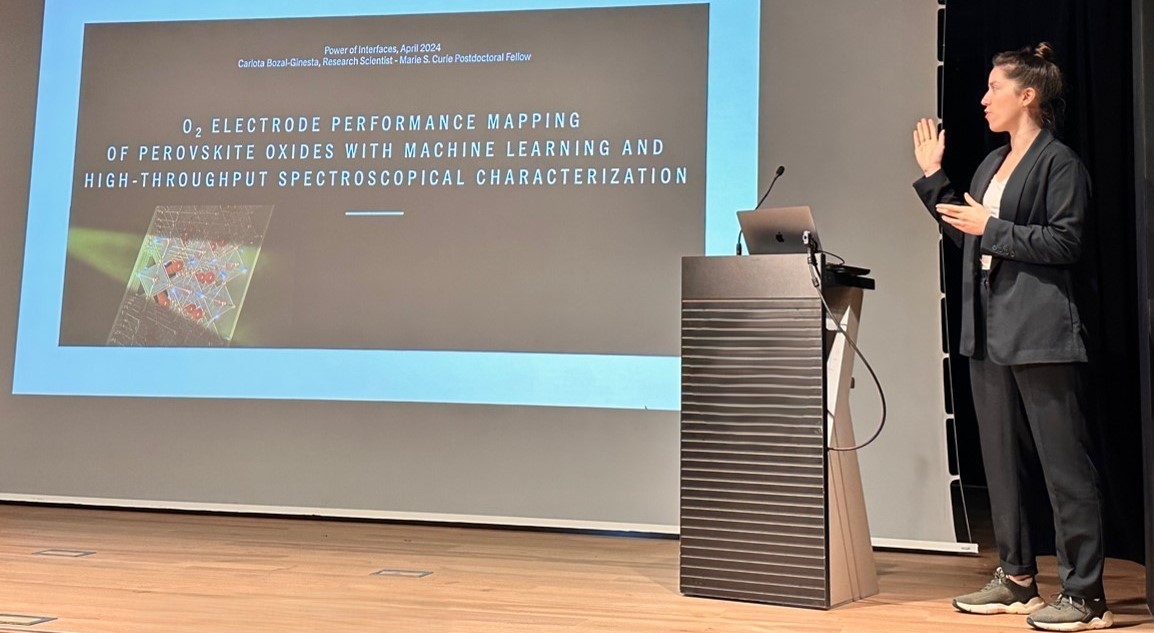 Power of Interfaces, April 2024
Carlota Bozal-Ginesta, Research Scientist - Marie S. Curie Postdoctoral Fellow
O₂ ELECTRODE PERFORMANCE MAPPING
OF PEROVSKITE OXIDES WITH MACHINE LEARNING AND
HIGH-THROUGHPUT SPECTROSCOPICAL CHARACTERIZATION